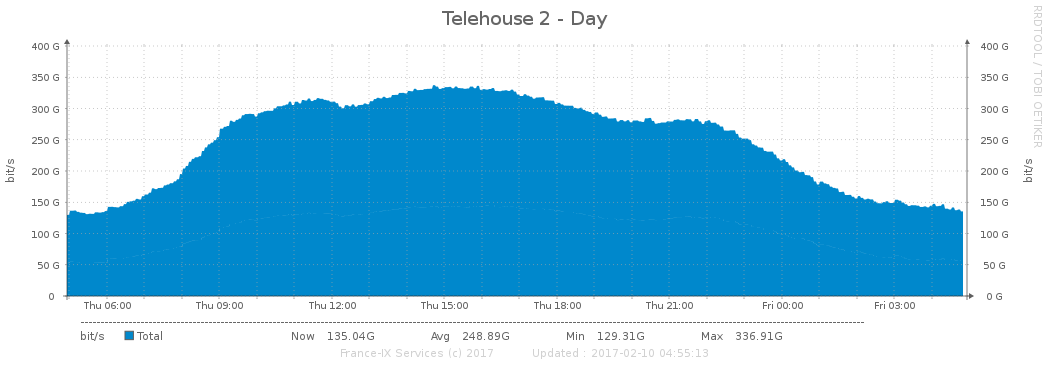 Telehouse 2 - Day
RRDTOOL / TOBI OETIKER
400 G 400 G
350 G 350 G
300 G 300 G
250 G 250 G
200 G 200 G
150 G 150 G
100 G 100 G
50 G 50 G
0 0 G
bit/s bit/s
Thu 06:00 Thu 09:00 Thu 12:00 Thu 15:00 Thu 18:00 Thu 21:00 Fri 00:00 Fri 03:00
bit/s Total Now 135.04G Avg 248.89G Min 129.31G Max 336.91G
France-IX Services (c) 2017 Updated : 2017-02-10 04:55:13